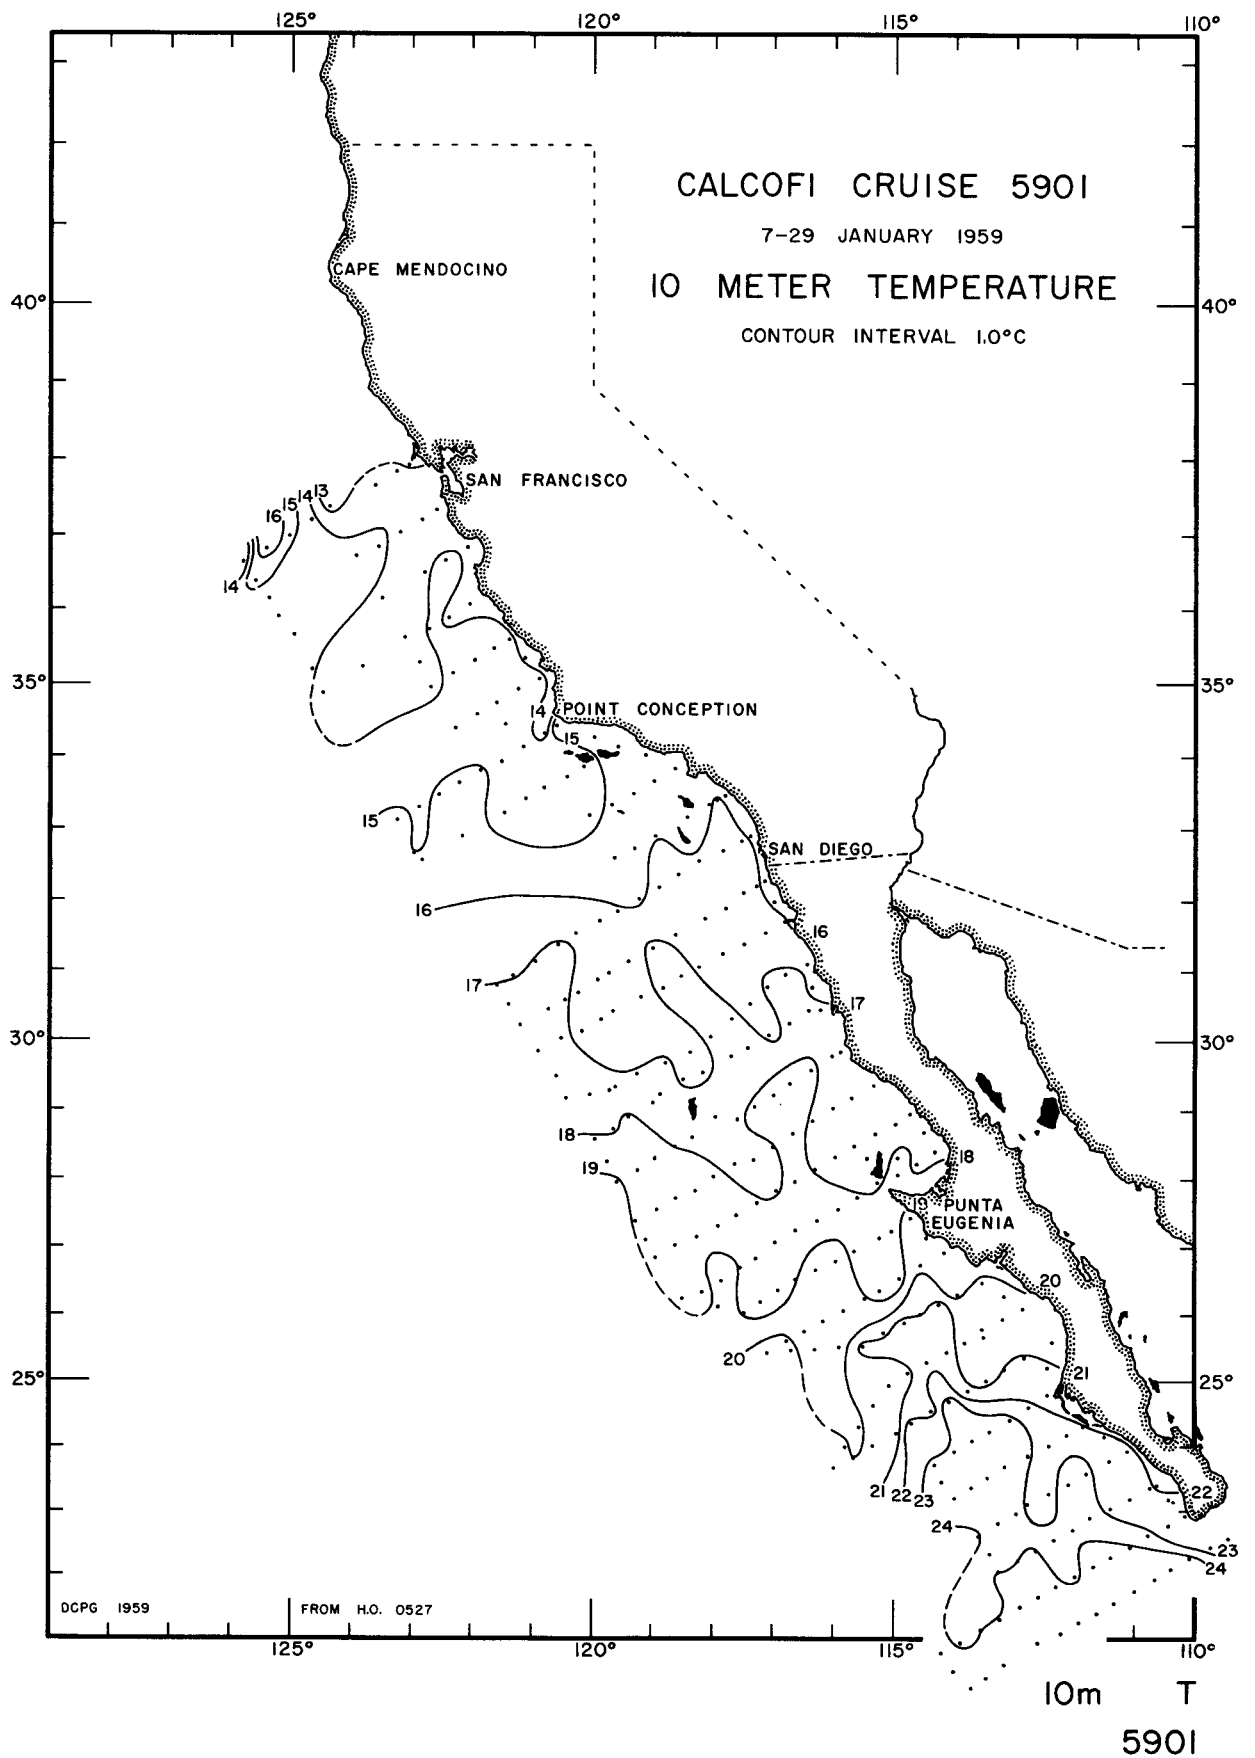 125° 120° 115° 110°
CALCOFI CRUISE 5901
7-29 JANUARY 1959
CAPE MENDOCINO
10 METER TEMPERATURE
40° 40°
CONTOUR INTERVAL 1.0°C
SAN FRANCISCO
16 15 14 13
14
35° 35°
14 POINT CONCEPTION
15
15
SAN DIEGO
16
16
17
17
30° 30°
18
18
19
19 PUNTA
EUGENIA
20
20
21
25° 25°
21 22 23
22
24
23
24
DCPG 1959 FROM H.O. 0527
125° 120° 115° 110°
10m T
5901